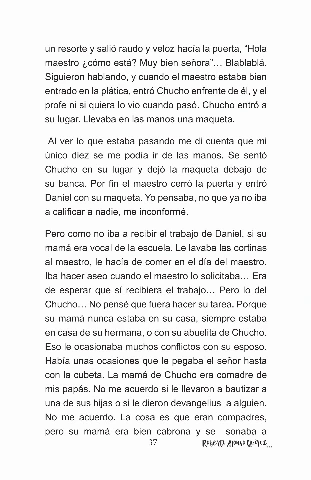 un resorte y salió raudo y veloz hacía la puerta, “Hola
maestro ¿cómo está? Muy bien señora”… Blablablá.
Siguieron hablando, y cuando el maestro estaba bien
entrado en la plática, entró Chucho enfrente de él, y el
profe ni si quiera lo vio cuando pasó. Chucho entró a
su lugar. Llevaba en las manos una maqueta.
Al ver lo que estaba pasando me di cuenta que mi
único diez se me podía ir de las manos. Se sentó
Chucho en su lugar y dejó la maqueta debajo de
su banca. Por fin el maestro cerró la puerta y entró
Daniel con su maqueta. Yo pensaba, no que ya no iba
a calificar a nadie, me inconformé.
Pero como no iba a recibir el trabajo de Daniel, si su
mamá era vocal de la escuela. Le lavaba las cortinas
al maestro, le hacía de comer en el día del maestro.
Iba hacer aseo cuando el maestro lo solicitaba… Era
de esperar que sí recibiera el trabajo… Pero lo del
Chucho… No pensé que fuera hacer su tarea. Porque
su mamá nunca estaba en su casa, siempre estaba
en casa de su hermana, o con su abuelita de Chucho.
Eso le ocasionaba muchos conflictos con su esposo.
Había unas ocasiones que le pegaba el señor hasta
con la cubeta. La mamá de Chucho era comadre de
mis papás. No me acuerdo si le llevaron a bautizar a
una de sus hijas o si le dieron devangelius a alguien.
No me acuerdo. La cosa es que eran compadres,
pero su mamá era bien cabrona y se sonaba a
37